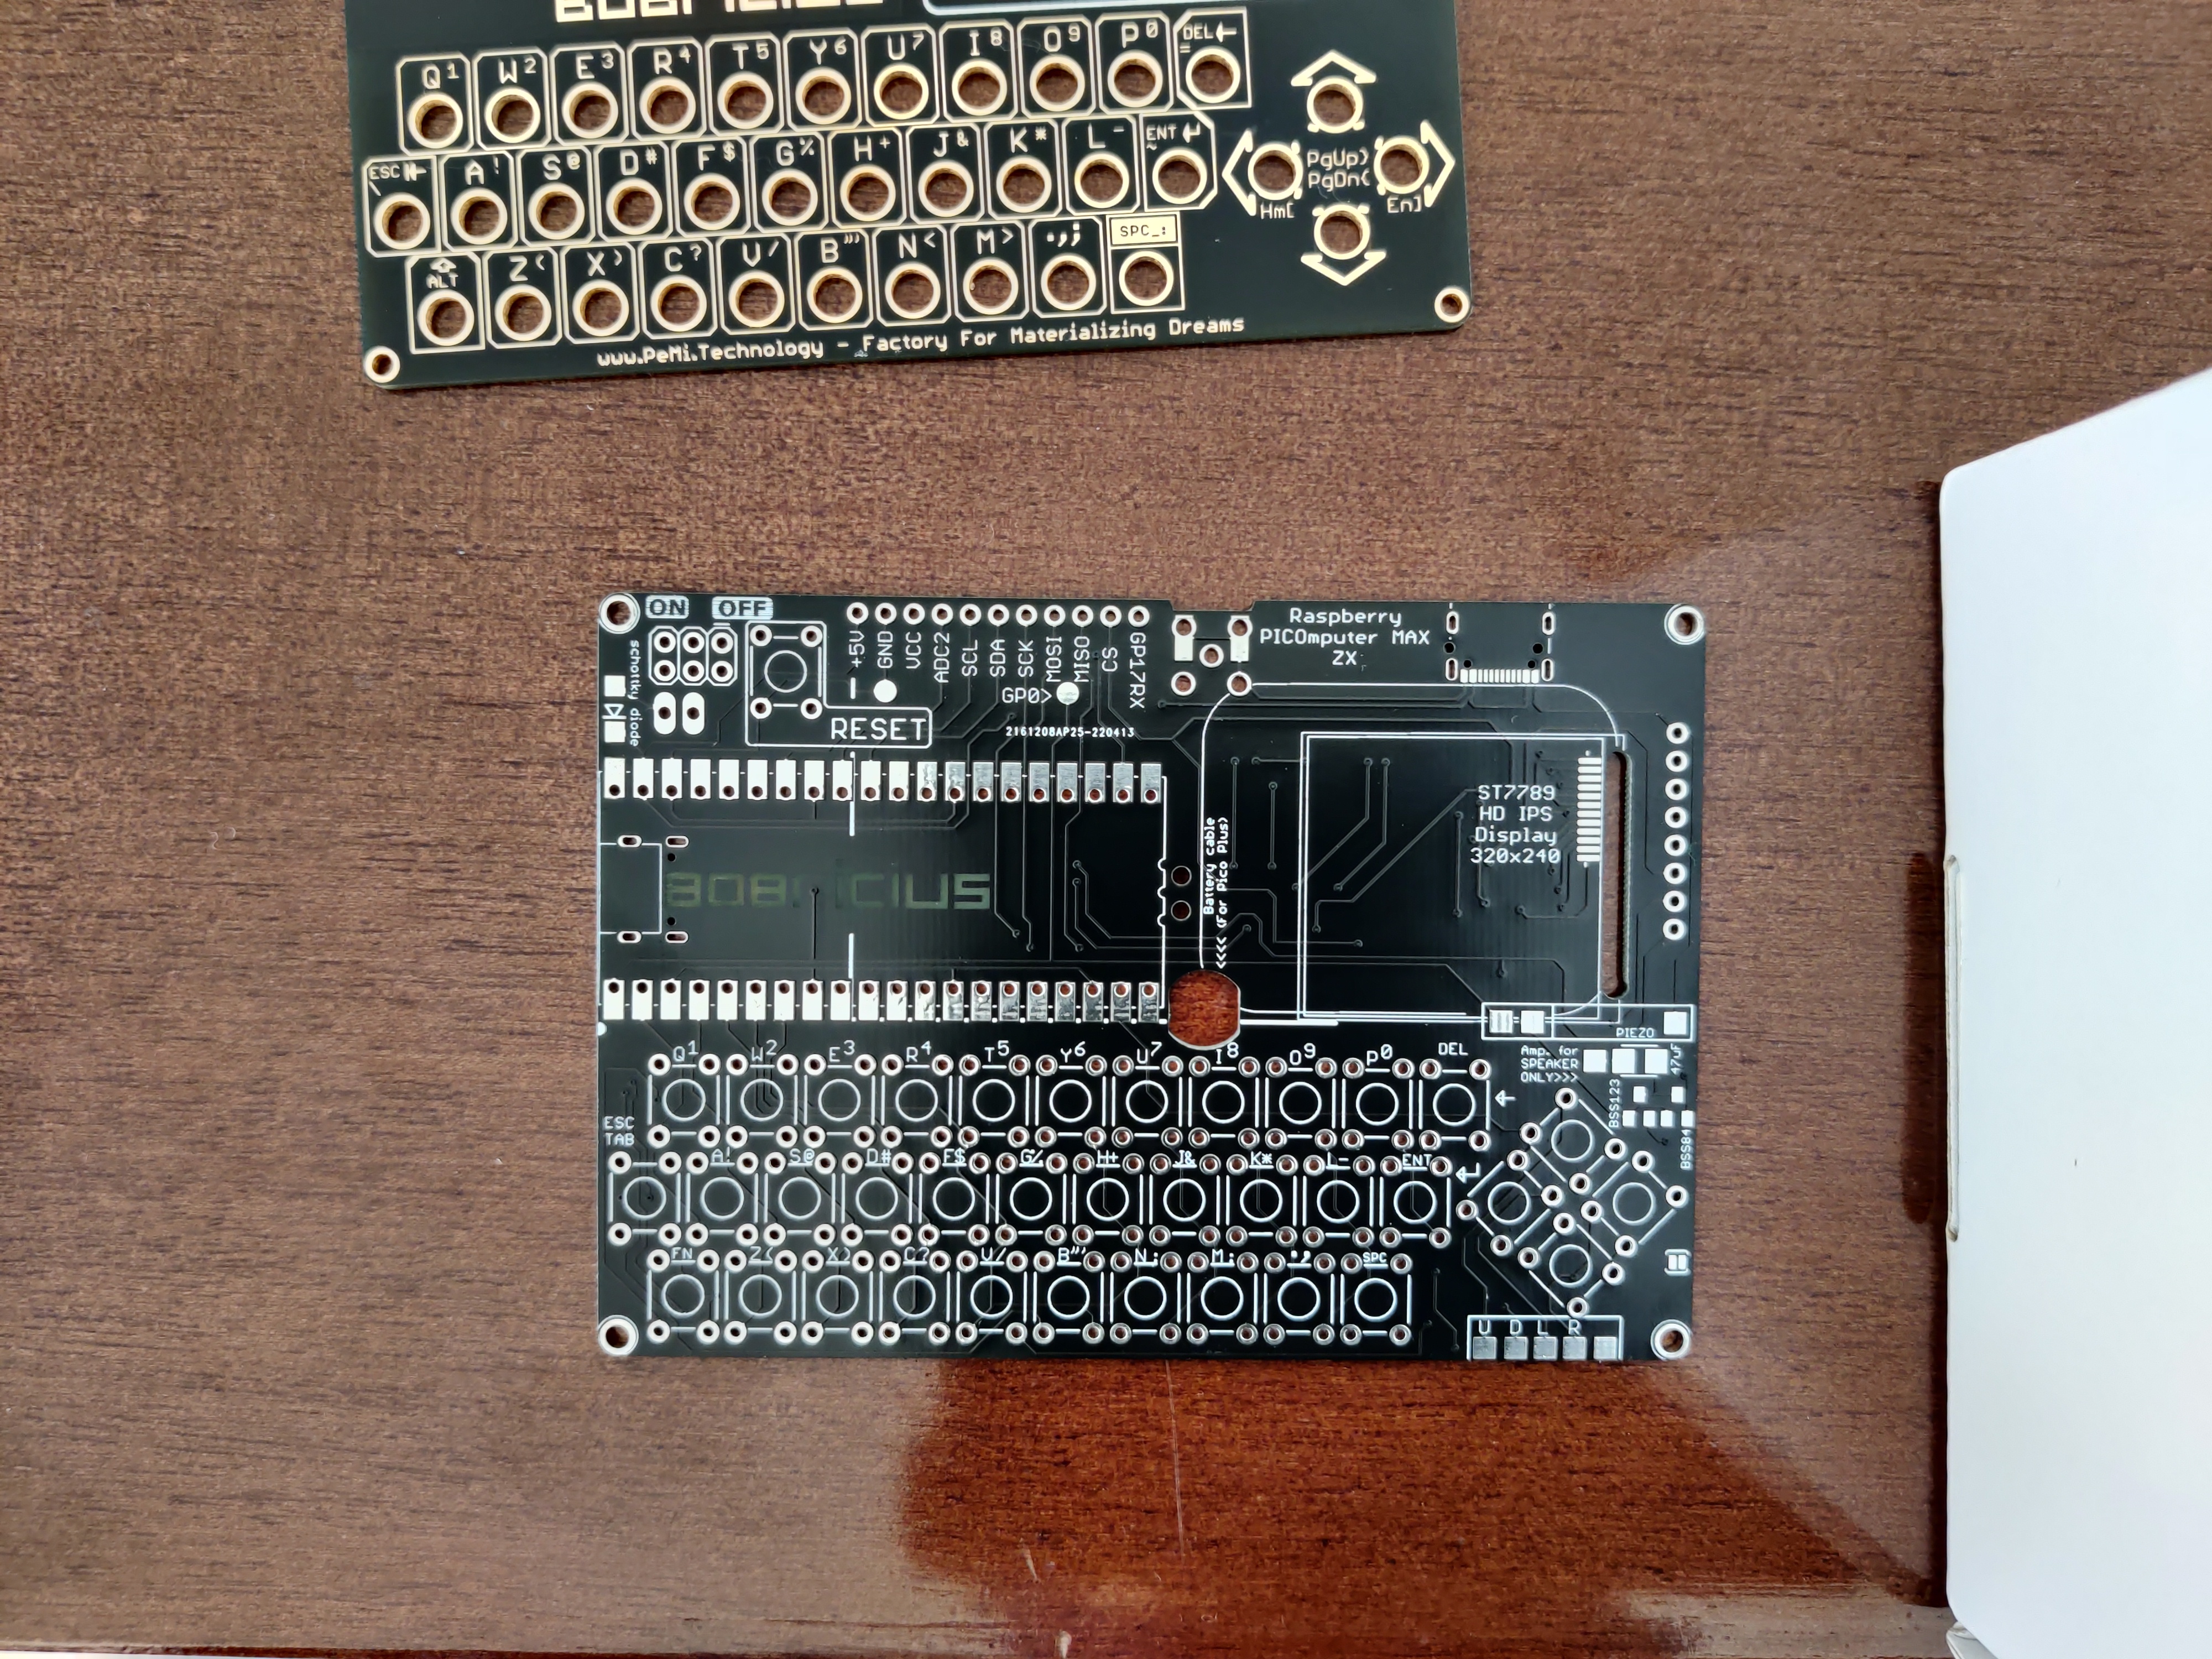 BOBRICIUS
Q1 W2 E3 R4 T5 Y6 U7 I8 O9 P0 DEL =
ESC \ A! S@ D# F$ G% H+ J& K* L- ENT ~
PgUp)
PgDn(
Hm[ En]
ALT Z( X) C? V/ B"' N< M> .,; SPC_:
www.PeMi.Technology - Factory For Materializing Dreams
ON OFF
schottky diode
RESET
+5V GND VCC ADC2 SCL SDA SCK MOSI MISO CS GP17RX
GP0>
2161208AP25-220413
Raspberry
PICOmputer MAX
ZX
ST7789
HD IPS
Display
320x240
BOBRICIUS
Battery cable
<<<< (For Pico Plus)
PIEZO
Amp. for
SPEAKER
ONLY>>>
47uF
BSS123
BSS84
Q1 W2 E3 R4 T5 Y6 U7 I8 O9 P0 DEL
ESC
TAB
A! S@ D# F$ G% H+ J& K* L- ENT
FN Z( X) C? V/ B"' N; M: ., SPC
U D L R